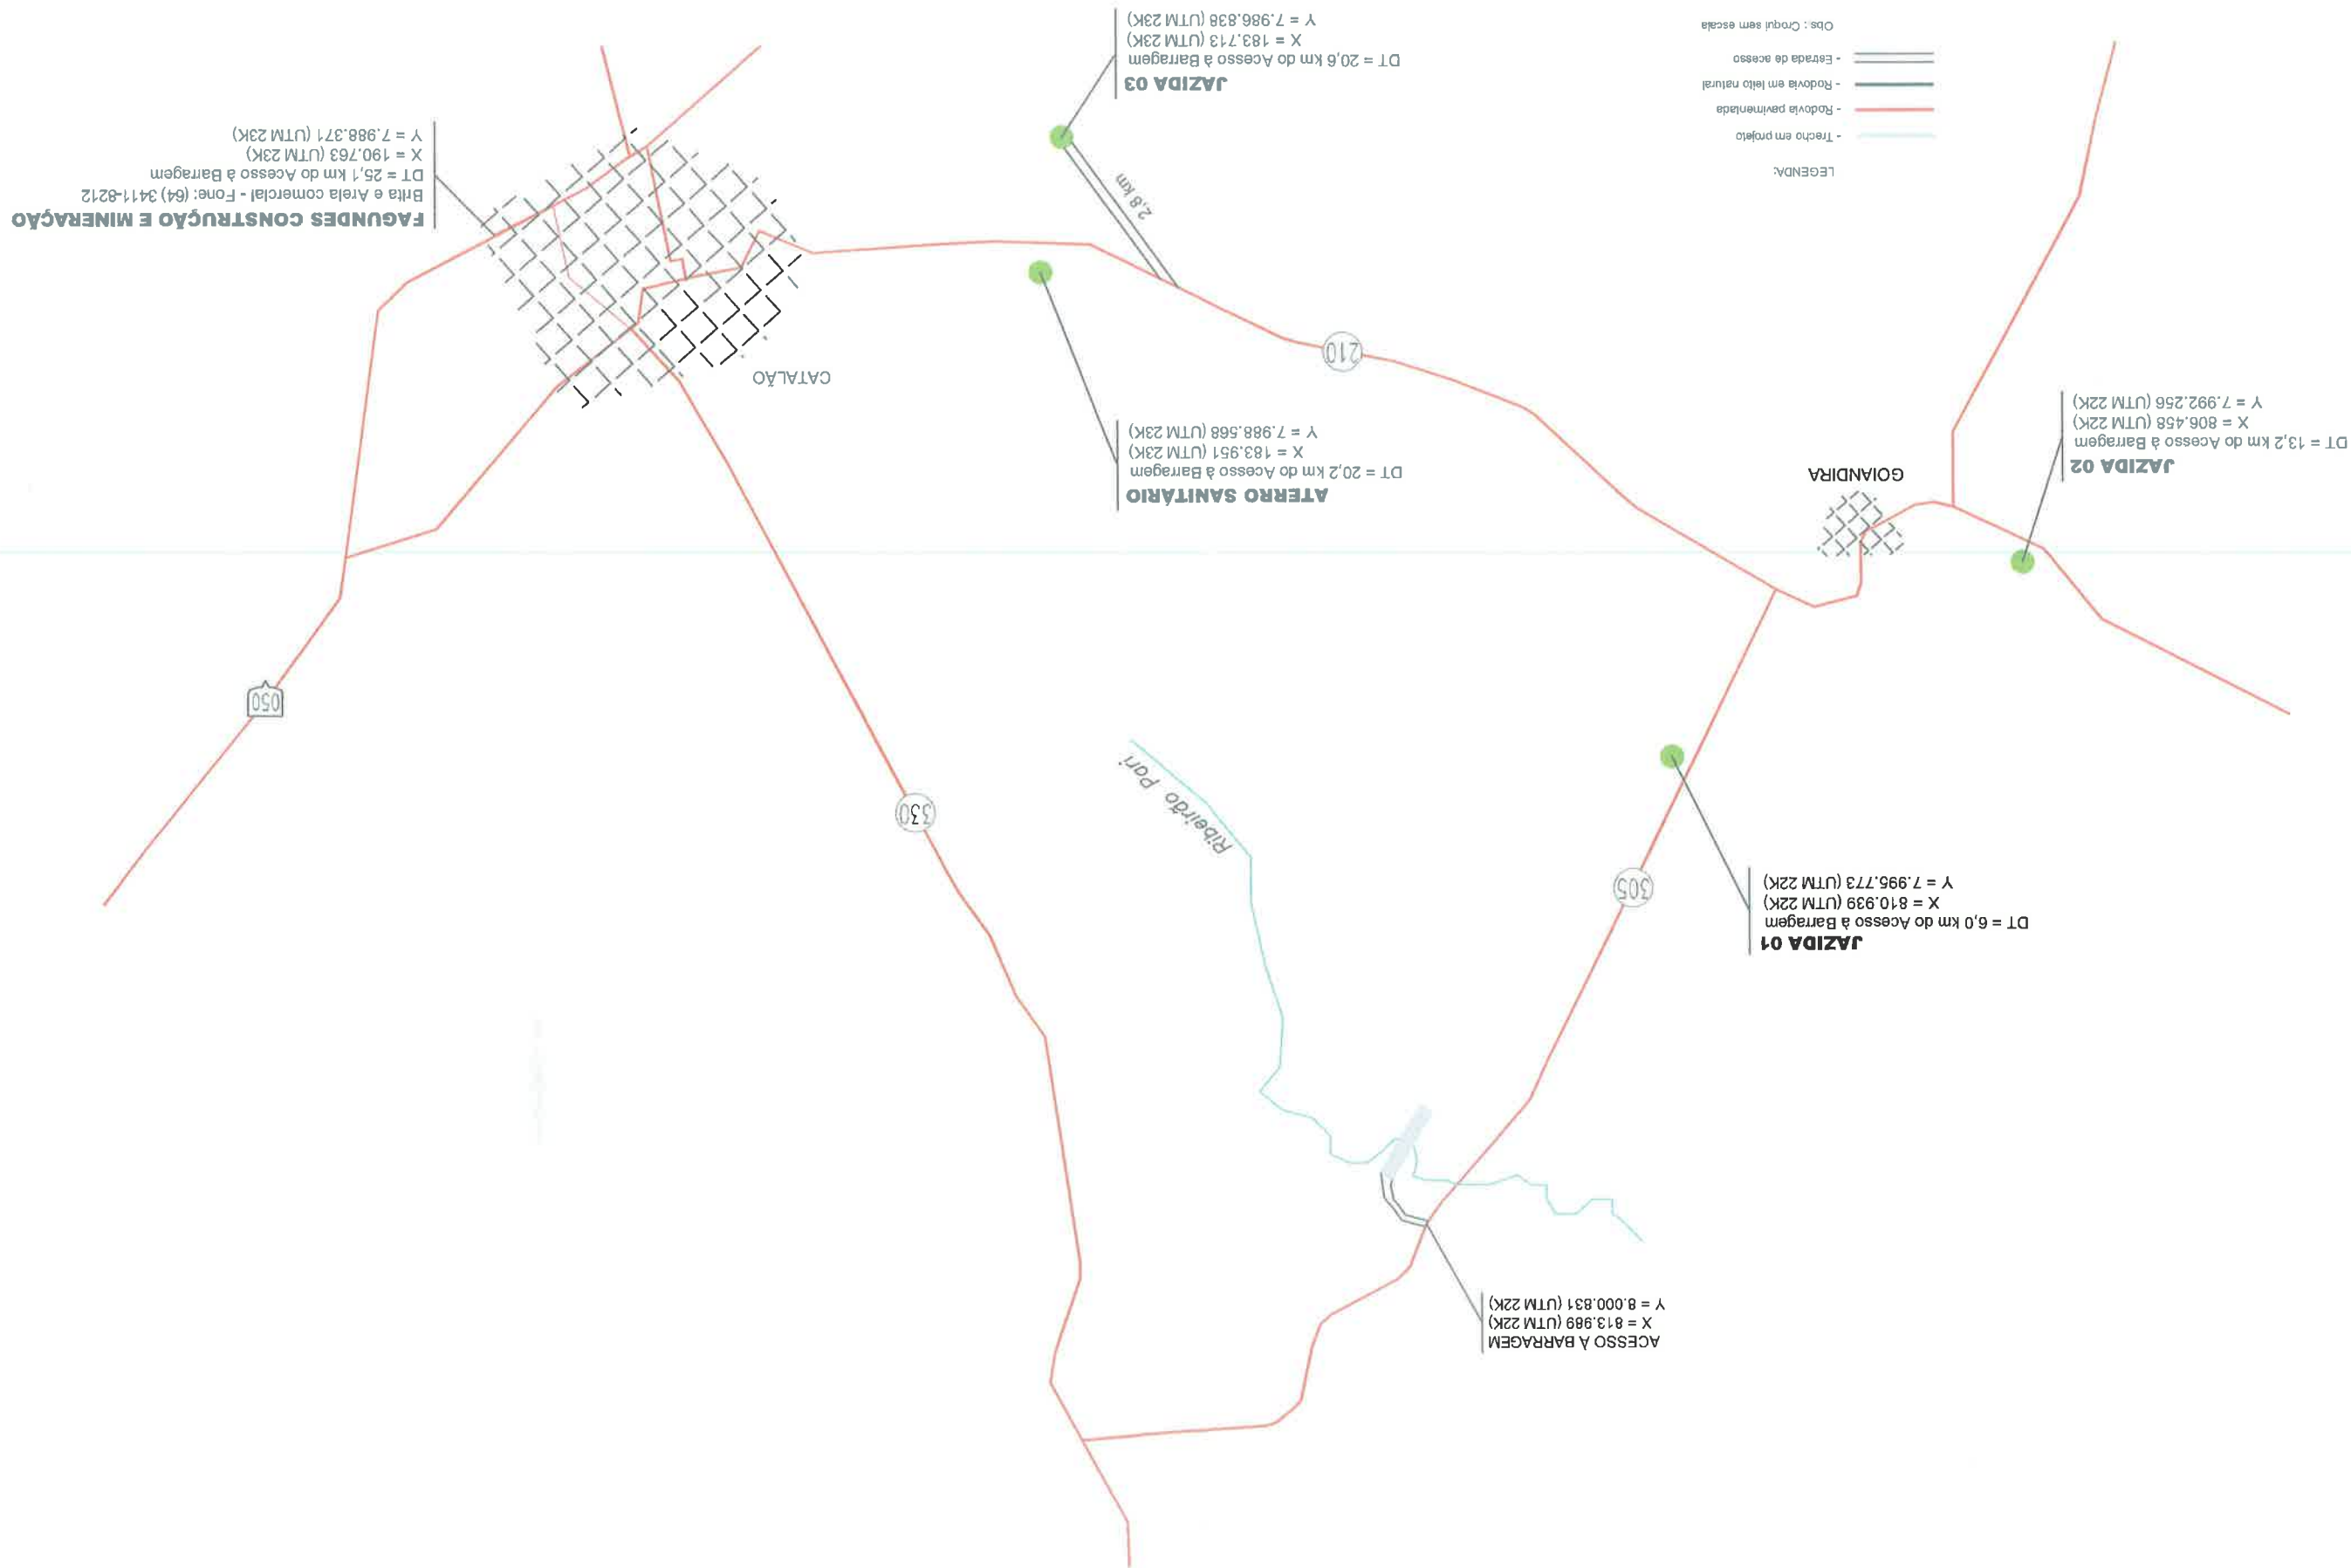 ACESSO À BARRAGEM
X = 813.989 (UTM 22K)
Y = 8.000.831 (UTM 22K)
JAZIDA 01
DT = 6,0 km do Acesso à Barragem
X = 810.939 (UTM 22K)
Y = 7.995.773 (UTM 22K)
305
Ribeirão Pari
330
050
JAZIDA 02
DT = 13,2 km do Acesso à Barragem
X = 806.458 (UTM 22K)
Y = 7.992.256 (UTM 22K)
GOIANDIRA
ATERRO SANITÁRIO
DT = 20,2 km do Acesso à Barragem
X = 183.951 (UTM 23K)
Y = 7.988.568 (UTM 23K)
CATALÃO
210
2,8 km
FAGUNDES CONSTRUÇÃO E MINERAÇÃO
Brita e Areia comercial - Fone: (64) 3411-8212
DT = 25,1 km do Acesso à Barragem
X = 190.763 (UTM 23K)
Y = 7.988.371 (UTM 23K)
JAZIDA 03
DT = 20,6 km do Acesso à Barragem
X = 183.713 (UTM 23K)
Y = 7.986.838 (UTM 23K)
LEGENDA:
- Trecho em projeto
- Rodovia pavimentada
- Rodovia em leito natural
- Estrada de acesso
Obs.: Croqui sem escala